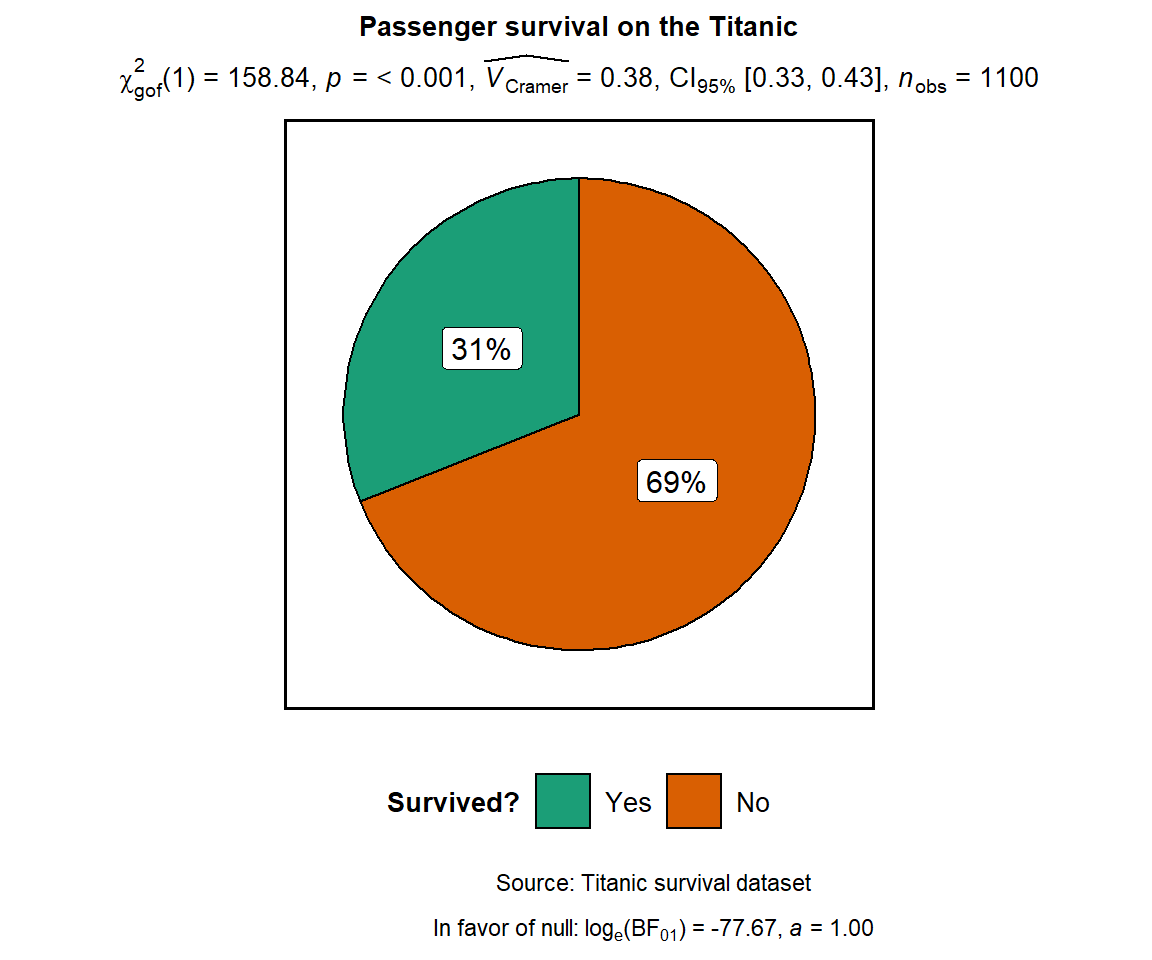 Passenger survival on the Titanic
χ²gof(1) = 158.84, p = < 0.001, V̂Cramer = 0.38, CI95% [0.33, 0.43], nobs = 1100
31%
69%
Survived? Yes No
Source: Titanic survival dataset
In favor of null: loge(BF01) = -77.67, a = 1.00